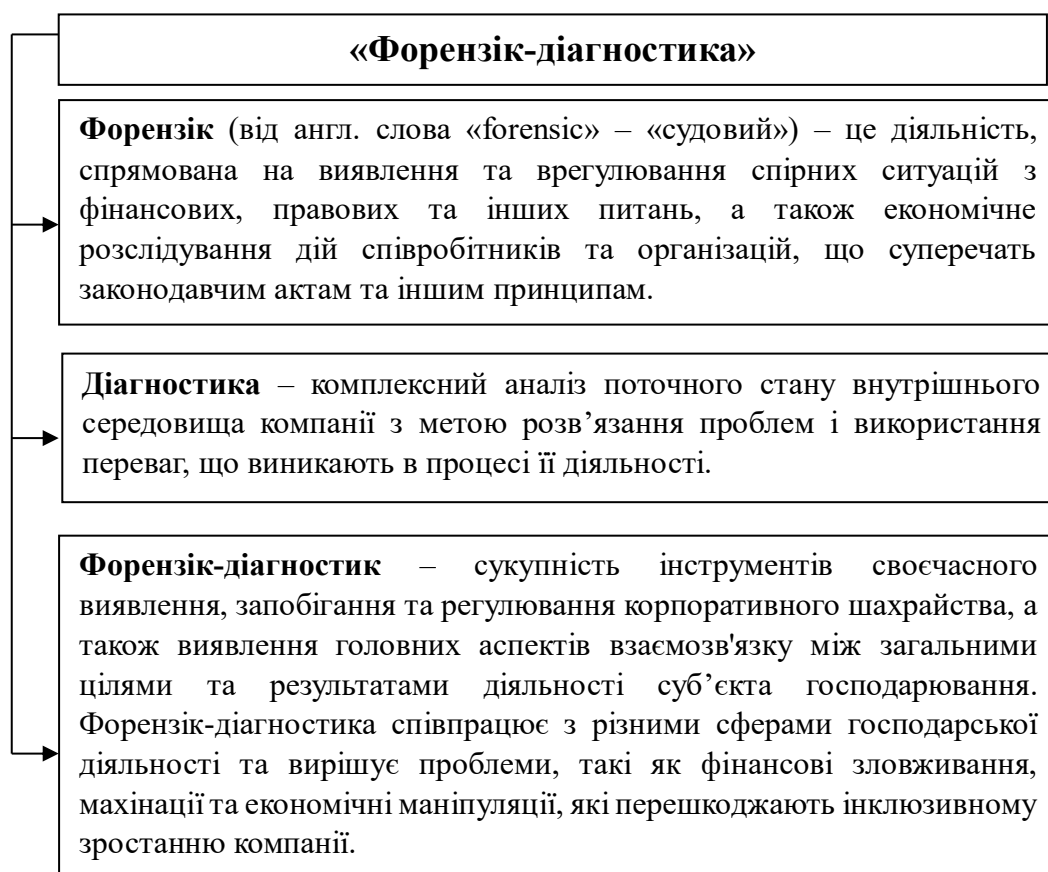 «Форензік-діагностика»
Форензік (від англ. слова «forensic» – «судовий») – це діяльність,
спрямована на виявлення та врегулювання спірних ситуацій з
фінансових, правових та інших питань, а також економічне
розслідування дій співробітників та організацій, що суперечать
законодавчим актам та іншим принципам.
Діагностика – комплексний аналіз поточного стану внутрішнього
середовища компанії з метою розв’язання проблем і використання
переваг, що виникають в процесі її діяльності.
Форензік-діагностик – сукупність інструментів своєчасного
виявлення, запобігання та регулювання корпоративного шахрайства, а
також виявлення головних аспектів взаємозв'язку між загальними
цілями та результатами діяльності суб’єкта господарювання.
Форензік-діагностика співпрацює з різними сферами господарської
діяльності та вирішує проблеми, такі як фінансові зловживання,
махінації та економічні маніпуляції, які перешкоджають інклюзивному
зростанню компанії.